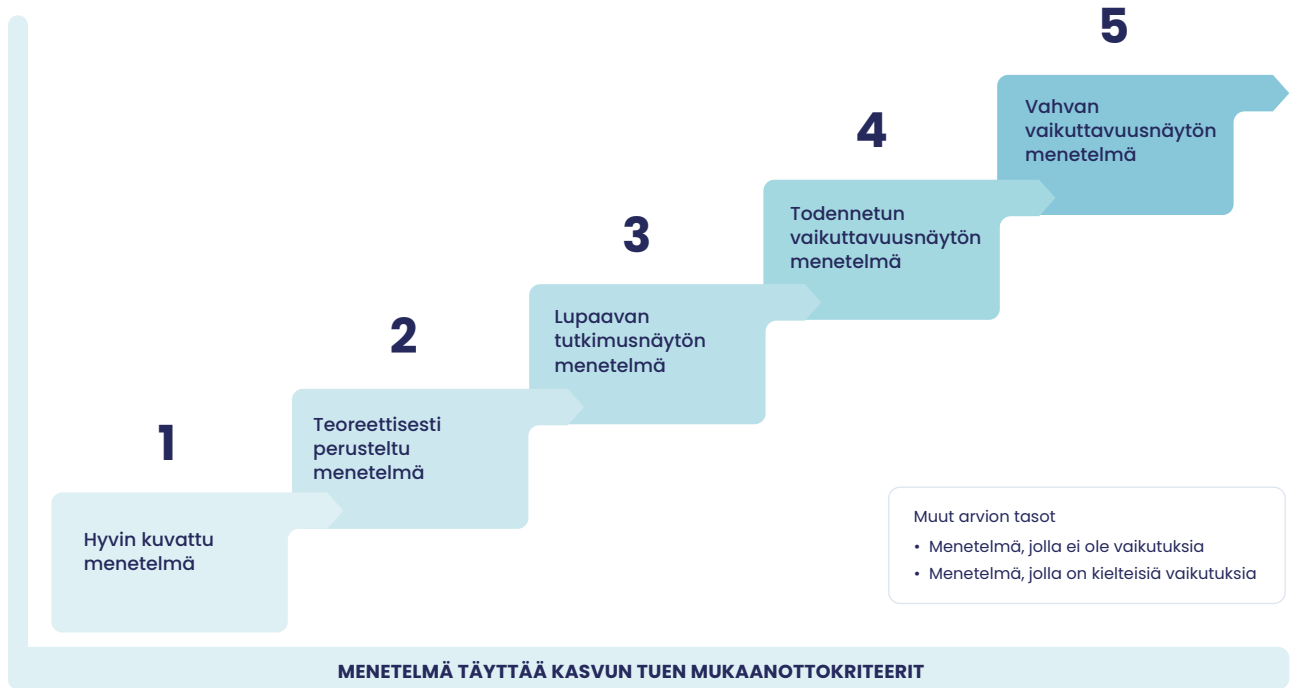 1
Hyvin kuvattu
menetelmä
2
Teoreettisesti
perusteltu
menetelmä
3
Lupaavan
tutkimusnäytön
menetelmä
4
Todennetun
vaikuttavuusnäytön
menetelmä
5
Vahvan
vaikuttavuusnäytön
menetelmä
Muut arvion tasot
• Menetelmä, jolla ei ole vaikutuksia
• Menetelmä, jolla on kielteisiä vaikutuksia
MENETELMÄ TÄYTTÄÄ KASVUN TUEN MUKAANOTTOKRITEERIT